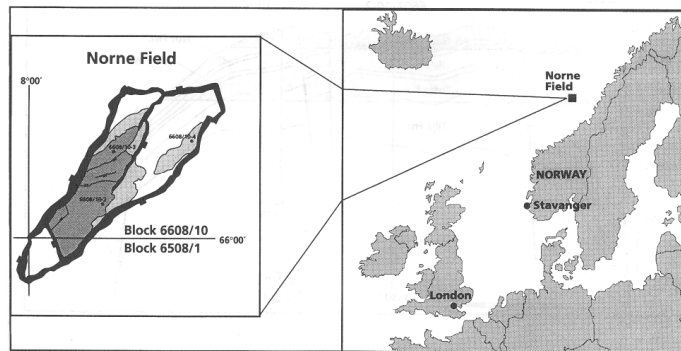 Norne Field
8°00′
6608/10-3
6608/10-4
6608/10-2
Block 6608/10
Block 6508/1
66°00′
Norne
Field
NORWAY
Stavanger
London